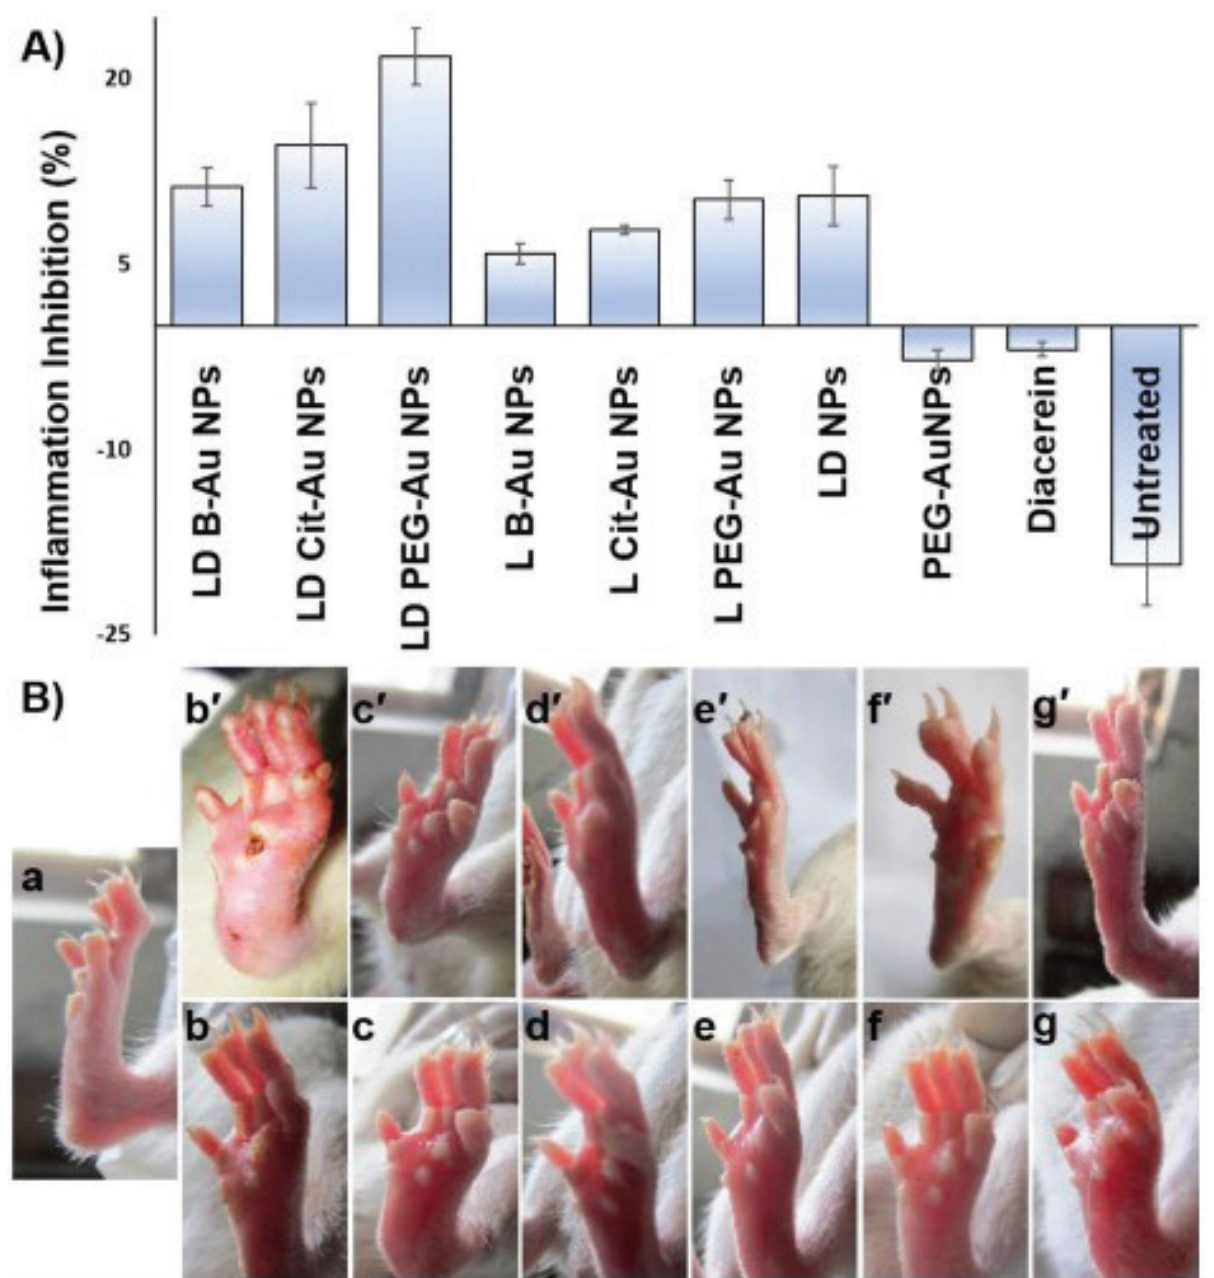 A)
Inflammation Inhibition (%)
20
5
-10
-25
LD B-Au NPs
LD Cit-Au NPs
LD PEG-Au NPs
L B-Au NPs
L Cit-Au NPs
L PEG-Au NPs
LD NPs
PEG-AuNPs
Diacerein
Untreated
B)
a
b′
c′
d′
e′
f′
g′
b
c
d
e
f
g